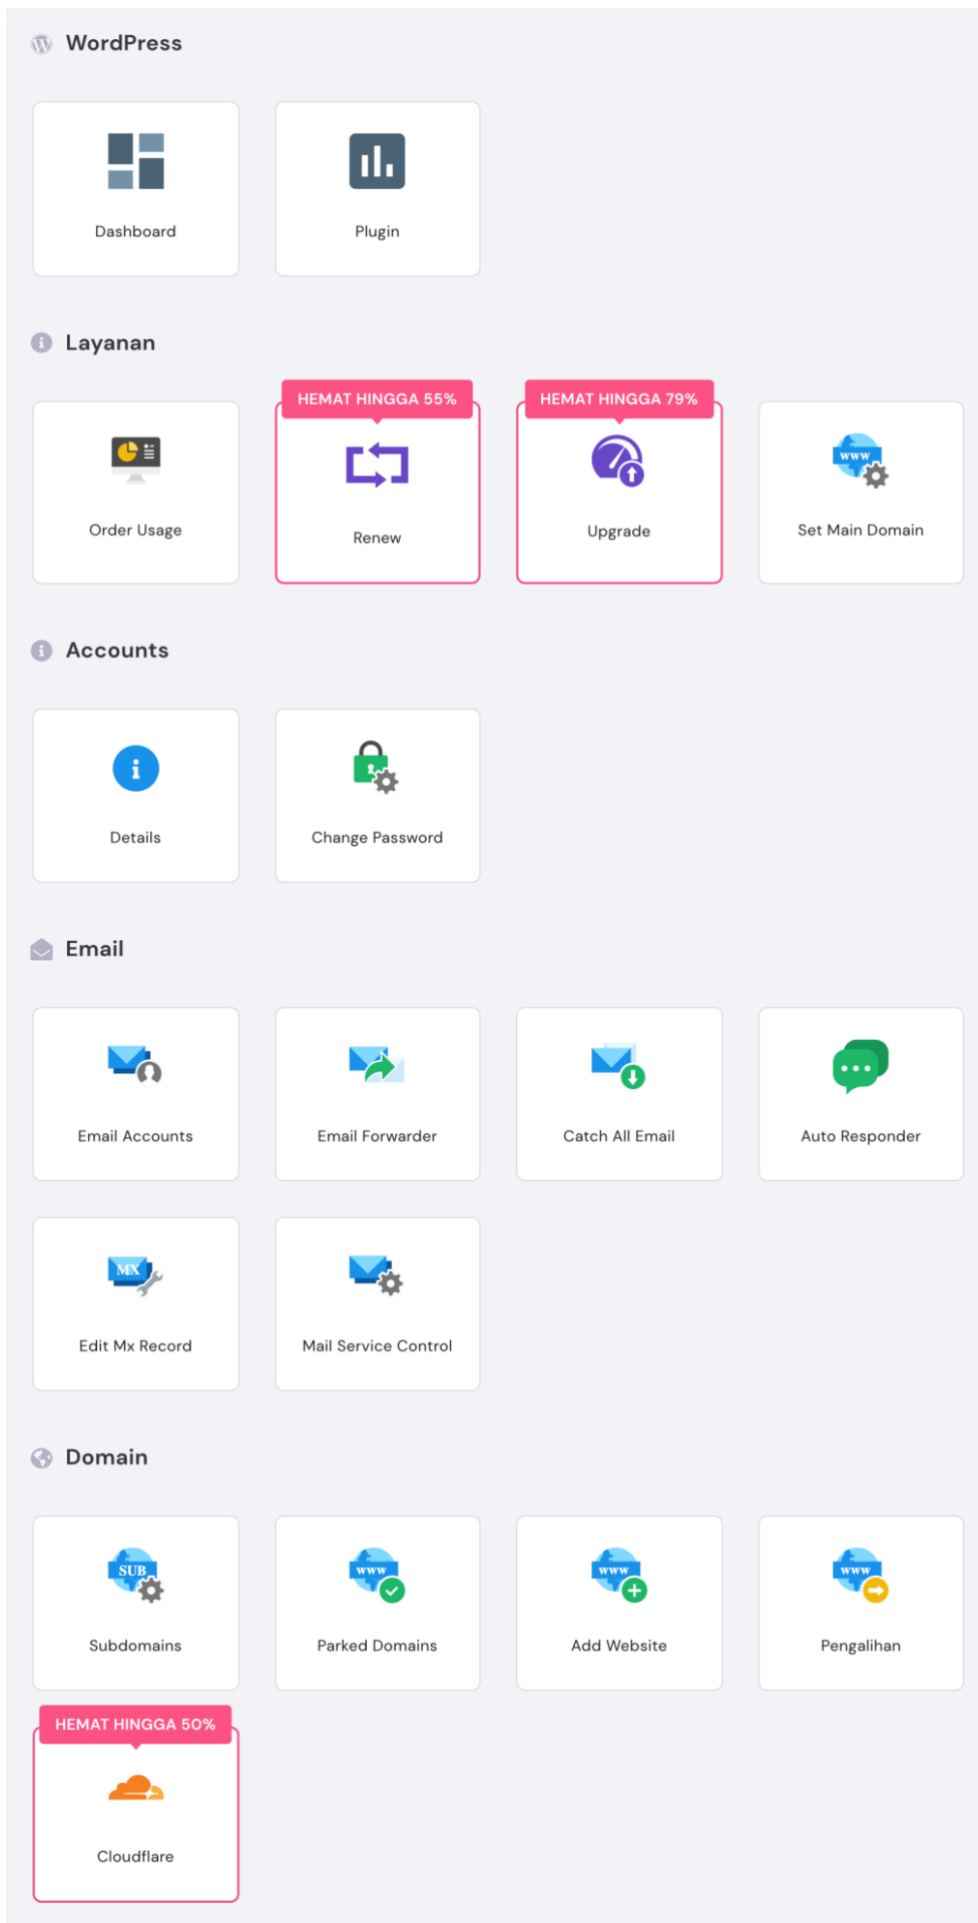 WordPress
Dashboard
Plugin
Layanan
HEMAT HINGGA 55%
HEMAT HINGGA 79%
www
Order Usage
Renew
Upgrade
Set Main Domain
Accounts
Details
Change Password
Email
Email Accounts
Email Forwarder
Catch All Email
Auto Responder
MX
Edit Mx Record
Mail Service Control
Domain
SUB
www
www
www
Subdomains
Parked Domains
Add Website
Pengalihan
HEMAT HINGGA 50%
Cloudflare